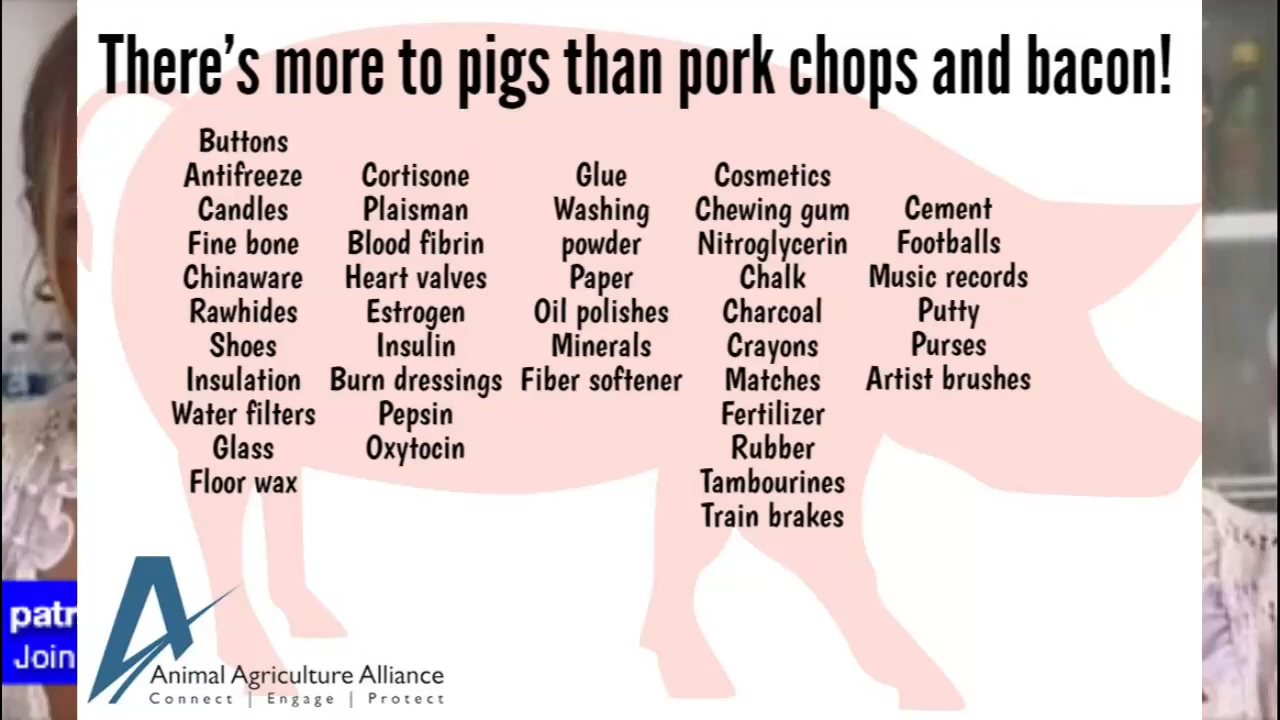 There's more to pigs than pork chops and bacon!
Buttons
Antifreeze
Candles
Fine bone
Chinaware
Rawhides
Shoes
Insulation
Water filters
Glass
Floor wax
Cortisone
Plaisman
Blood fibrin
Heart valves
Estrogen
Insulin
Burn dressings
Pepsin
Oxytocin
Glue
Washing
powder
Paper
Oil polishes
Minerals
Fiber softener
Cosmetics
Chewing gum
Nitroglycerin
Chalk
Charcoal
Crayons
Matches
Fertilizer
Rubber
Tambourines
Train brakes
Cement
Footballs
Music records
Putty
Purses
Artist brushes
patr
Join
Animal Agriculture Alliance
Connect | Engage | Protect